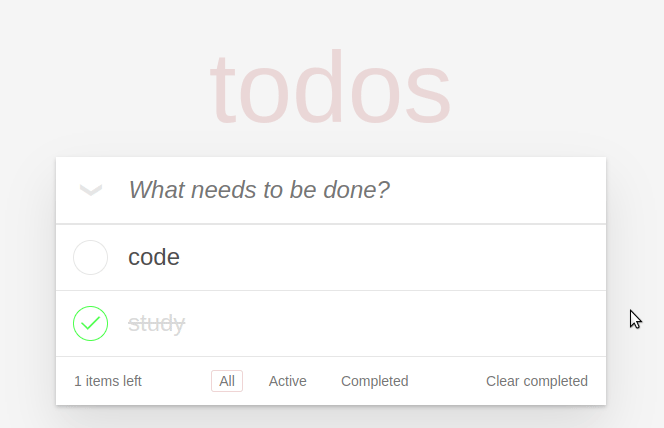 todos
What needs to be done?
code
study
1 items left All Active Completed Clear completed